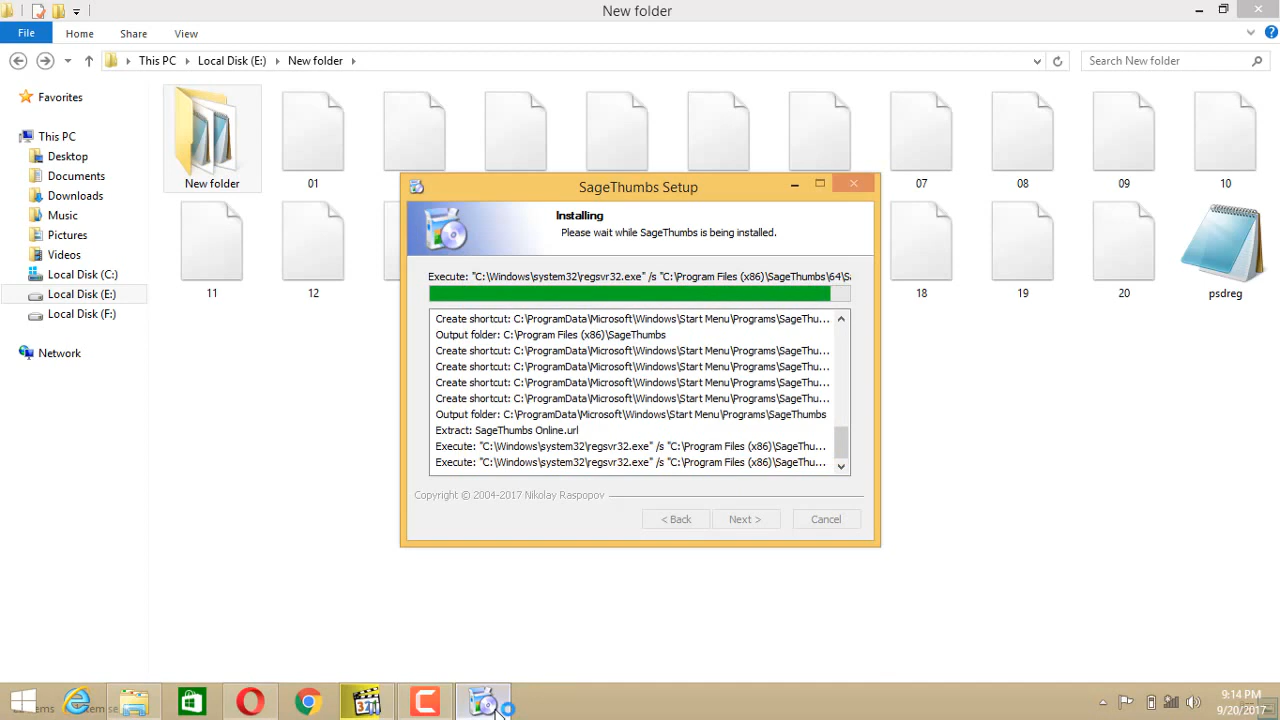 New folder
File Home Share View
This PC Local Disk (E:) New folder
Search New folder
Favorites
This PC
Desktop
Documents
Downloads
Music
Pictures
Videos
Local Disk (C:)
Local Disk (E:)
Local Disk (F:)
Network
New folder 01 07 08 09 10
11 12 18 19 20 psdreg
SageThumbs Setup
Installing
Please wait while SageThumbs is being installed.
Execute: "C:\Windows\system32\regsvr32.exe" /s "C:\Program Files (x86)\SageThumbs\64\Sa
Create shortcut: C:\ProgramData\Microsoft\Windows\Start Menu\Programs\SageThu...
Output folder: C:\Program Files (x86)\SageThumbs
Create shortcut: C:\ProgramData\Microsoft\Windows\Start Menu\Programs\SageThu...
Create shortcut: C:\ProgramData\Microsoft\Windows\Start Menu\Programs\SageThu...
Create shortcut: C:\ProgramData\Microsoft\Windows\Start Menu\Programs\SageThu...
Create shortcut: C:\ProgramData\Microsoft\Windows\Start Menu\Programs\SageThu...
Output folder: C:\ProgramData\Microsoft\Windows\Start Menu\Programs\SageThumbs
Extract: SageThumbs Online.url
Execute: "C:\Windows\system32\regsvr32.exe" /s "C:\Program Files (x86)\SageThu...
Execute: "C:\Windows\system32\regsvr32.exe" /s "C:\Program Files (x86)\SageThu...
Copyright © 2004-2017 Nikolay Raspopov
< Back Next > Cancel
9:14 PM
9/20/2017